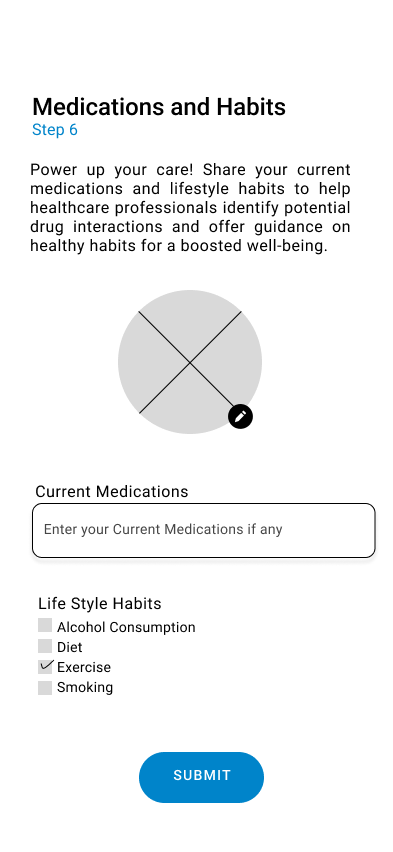 Medications and Habits
Step 6
Power up your care! Share your current
medications and lifestyle habits to help
healthcare professionals identify potential
drug interactions and offer guidance on
healthy habits for a boosted well-being.
Current Medications
Enter your Current Medications if any
Life Style Habits
Alcohol Consumption
Diet
Exercise
Smoking
SUBMIT